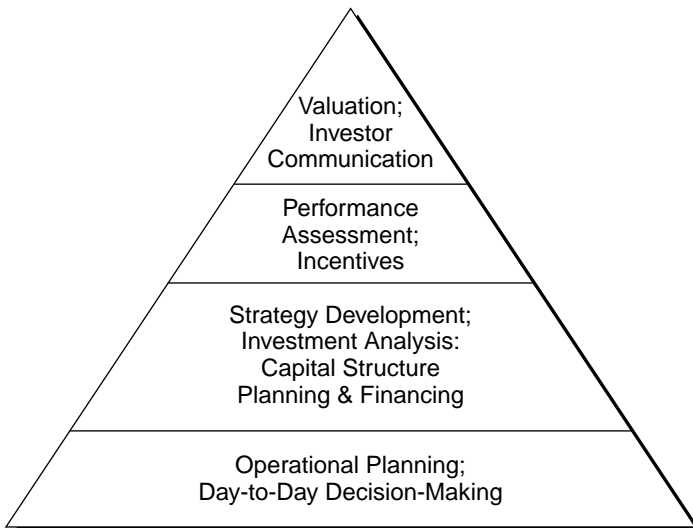 Valuation;
Investor
Communication
Performance
Assessment;
Incentives
Strategy Development;
Investment Analysis:
Capital Structure
Planning & Financing
Operational Planning;
Day-to-Day Decision-Making